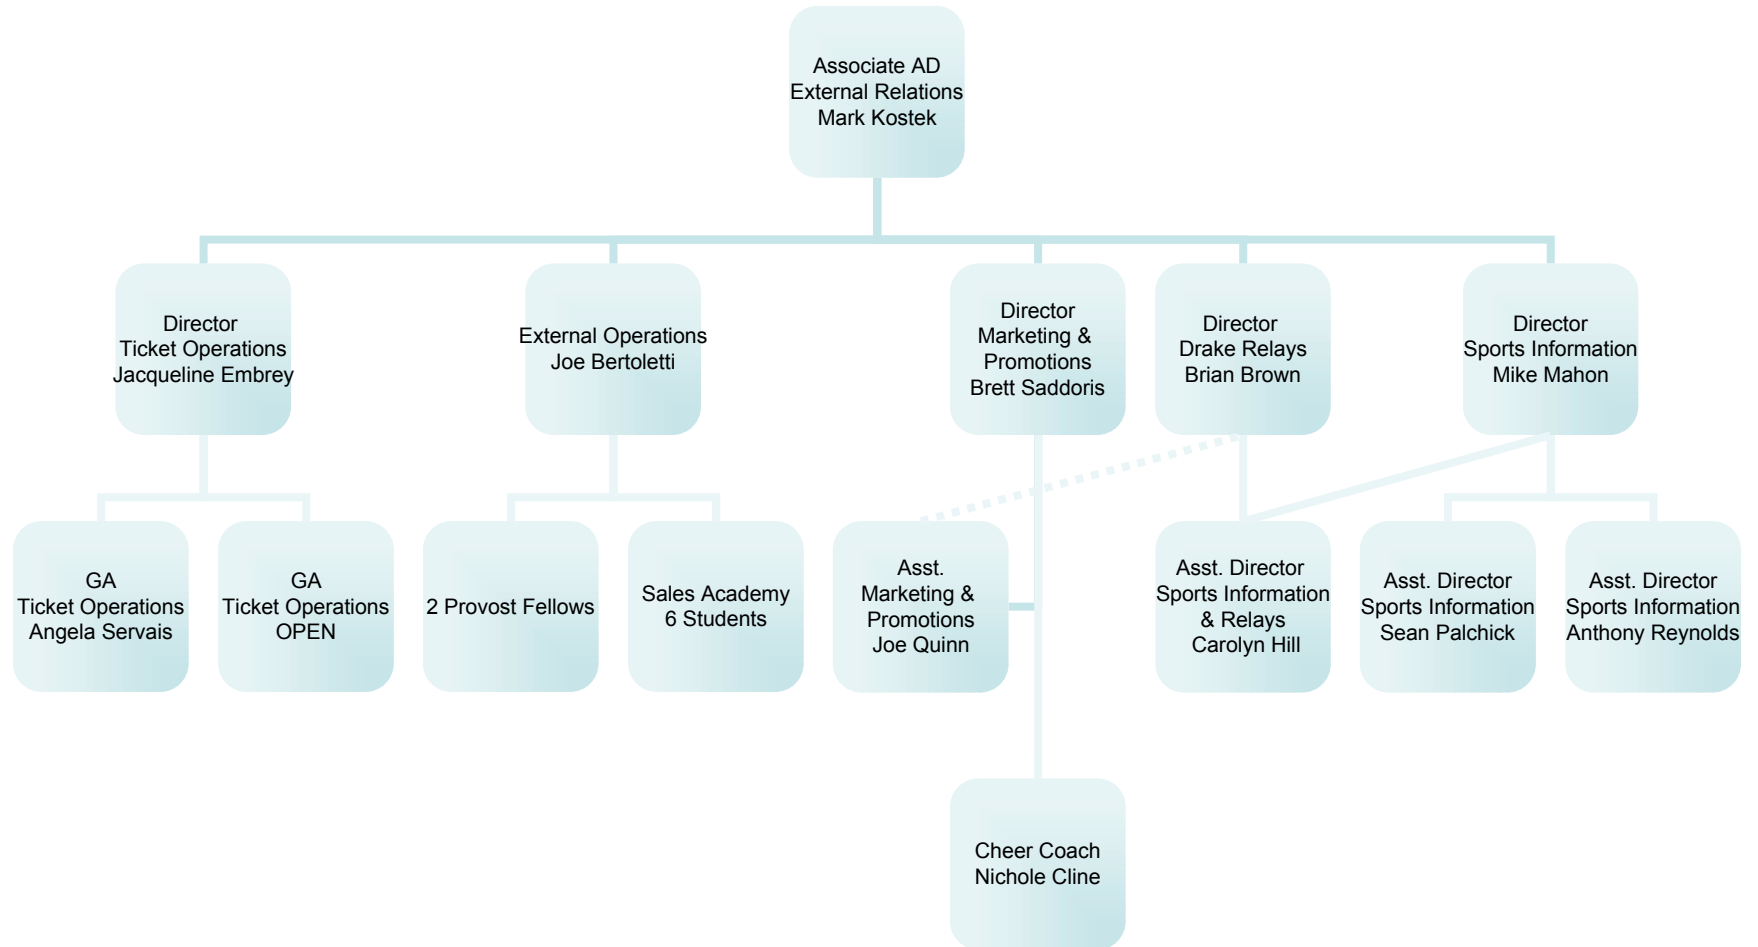 Associate AD
External Relations
Mark Kostek
Director
Ticket Operations
Jacqueline Embrey
External Operations
Joe Bertoletti
Director
Marketing &
Promotions
Brett Saddoris
Director
Drake Relays
Brian Brown
Director
Sports Information
Mike Mahon
GA
Ticket Operations
Angela Servais
GA
Ticket Operations
OPEN
2 Provost Fellows
Sales Academy
6 Students
Asst.
Marketing &
Promotions
Joe Quinn
Asst. Director
Sports Information
& Relays
Carolyn Hill
Asst. Director
Sports Information
Sean Palchick
Asst. Director
Sports Information
Anthony Reynolds
Cheer Coach
Nichole Cline